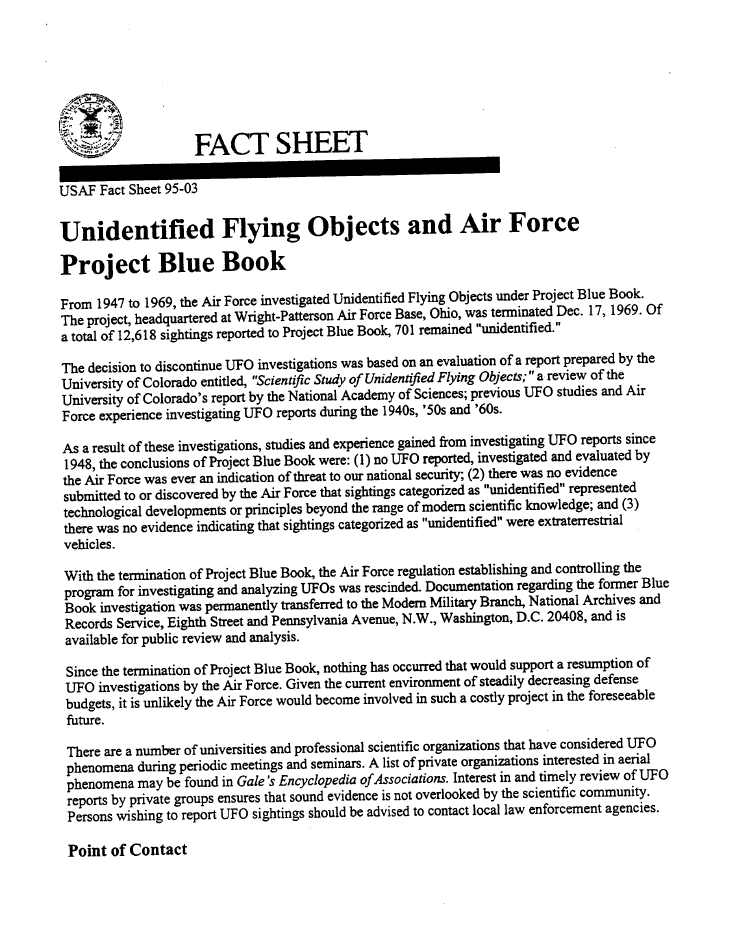 FACT SHEET
USAF Fact Sheet 95-03
Unidentified Flying Objects and Air Force
Project Blue Book
From 1947 to 1969, the Air Force investigated Unidentified Flying Objects under Project Blue Book.
The project, headquartered at Wright-Patterson Air Force Base, Ohio, was terminated Dec. 17, 1969. Of
a total of 12,618 sightings reported to Project Blue Book, 701 remained "unidentified."
The decision to discontinue UFO investigations was based on an evaluation of a report prepared by the
University of Colorado entitled, "Scientific Study of Unidentified Flying Objects;" a review of the
University of Colorado's report by the National Academy of Sciences; previous UFO studies and Air
Force experience investigating UFO reports during the 1940s, '50s and '60s.
As a result of these investigations, studies and experience gained from investigating UFO reports since
1948, the conclusions of Project Blue Book were: (1) no UFO reported, investigated and evaluated by
the Air Force was ever an indication of threat to our national security; (2) there was no evidence
submitted to or discovered by the Air Force that sightings categorized as "unidentified" represented
technological developments or principles beyond the range of modern scientific knowledge; and (3)
there was no evidence indicating that sightings categorized as "unidentified" were extraterrestrial
vehicles.
With the termination of Project Blue Book, the Air Force regulation establishing and controlling the
program for investigating and analyzing UFOs was rescinded. Documentation regarding the former Blue
Book investigation was permanently transferred to the Modern Military Branch, National Archives and
Records Service, Eighth Street and Pennsylvania Avenue, N.W., Washington, D.C. 20408, and is
available for public review and analysis.
Since the termination of Project Blue Book, nothing has occurred that would support a resumption of
UFO investigations by the Air Force. Given the current environment of steadily decreasing defense
budgets, it is unlikely the Air Force would become involved in such a costly project in the foreseeable
future.
There are a number of universities and professional scientific organizations that have considered UFO
phenomena during periodic meetings and seminars. A list of private organizations interested in aerial
phenomena may be found in Gale's Encyclopedia of Associations. Interest in and timely review of UFO
reports by private groups ensures that sound evidence is not overlooked by the scientific community.
Persons wishing to report UFO sightings should be advised to contact local law enforcement agencies.
Point of Contact